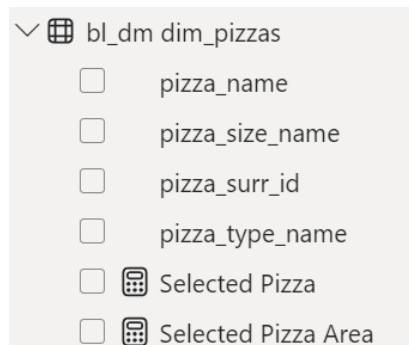 bl_dm dim_pizzas
pizza_name
pizza_size_name
pizza_surr_id
pizza_type_name
Selected Pizza
Selected Pizza Area